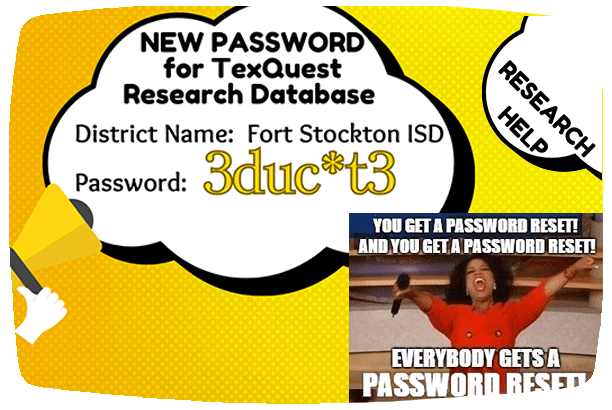 NEW PASSWORD
for TexQuest
Research Database
District Name: Fort Stockton ISD
Password: 3duc*t3
RESEARCH
HELP
YOU GET A PASSWORD RESET!
AND YOU GET A PASSWORD RESET!
EVERYBODY GETS A
PASSWORD RESET!